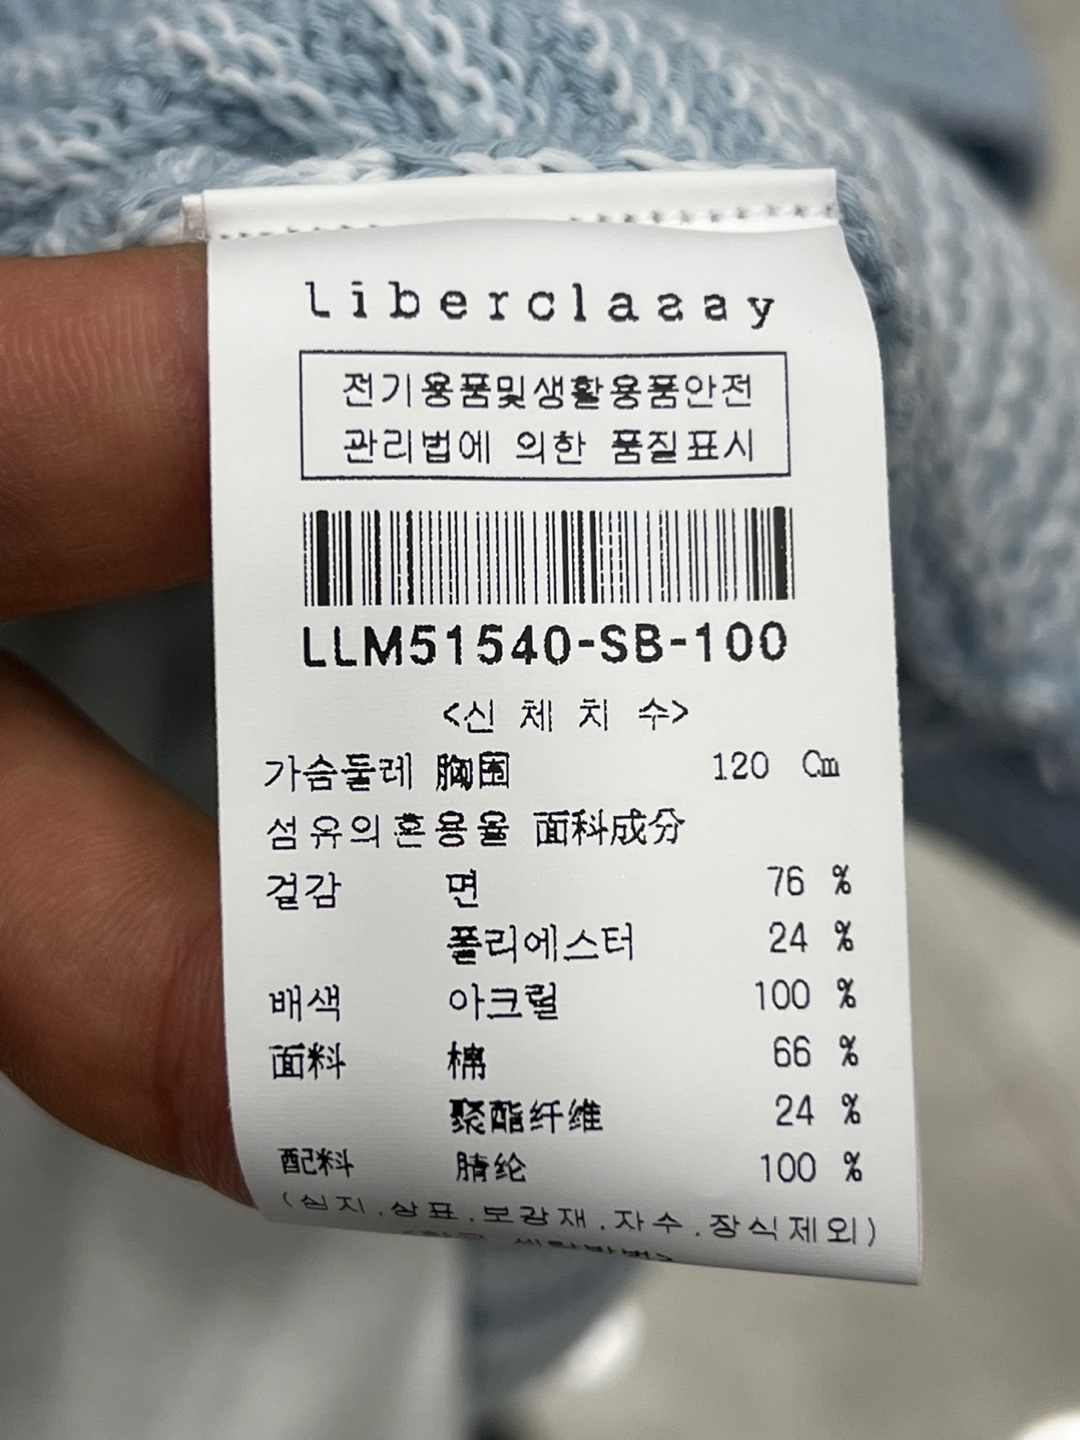 Liberclassy
전기용품및생활용품안전
관리법에 의한 품질표시
LLM51540-SB-100
<신 체 치 수>
가슴둘레 胸围 120 Cm
섬유의혼용율 面料成分
겉감 면 76 %
폴리에스터 24 %
배색 아크릴 100 %
面料 棉 66 %
聚酯纤维 24 %
配料 腈纶 100 %
(심지.상표.보강재.자수.장식제외)